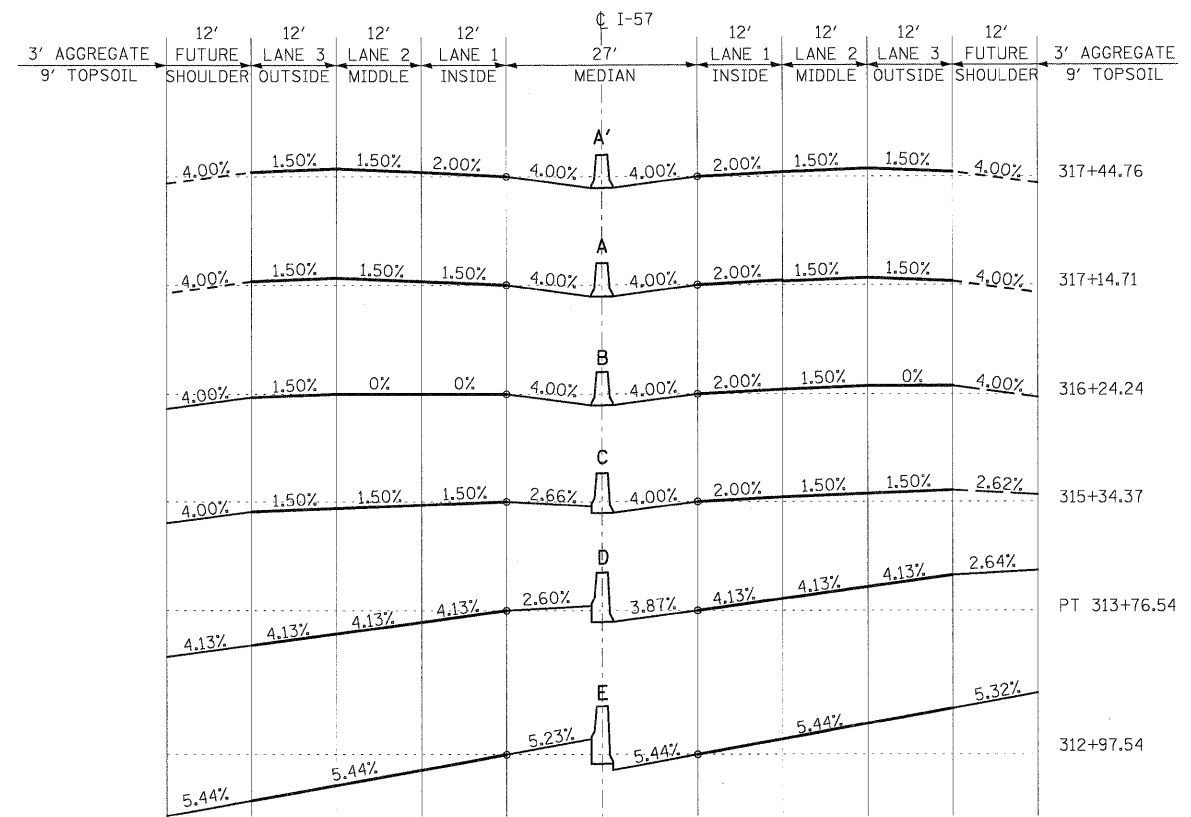 ℄ I-57
12' 12' 12' 12' 12' 12' 12' 12'
3' AGGREGATE FUTURE LANE 3 LANE 2 LANE 1 27' LANE 1 LANE 2 LANE 3 FUTURE 3' AGGREGATE
9' TOPSOIL SHOULDER OUTSIDE MIDDLE INSIDE MEDIAN INSIDE MIDDLE OUTSIDE SHOULDER 9' TOPSOIL
A'
4.00% 1.50% 1.50% 2.00% 4.00% 4.00% 2.00% 1.50% 1.50% 4.00% 317+44.76
A
4.00% 1.50% 1.50% 1.50% 4.00% 4.00% 2.00% 1.50% 1.50% 4.00% 317+14.71
B
4.00% 1.50% 0% 0% 4.00% 4.00% 2.00% 1.50% 0% 4.00% 316+24.24
C
4.00% 1.50% 1.50% 1.50% 2.66% 4.00% 2.00% 1.50% 1.50% 2.62% 315+34.37
D
4.13% 4.13% 4.13% 4.13% 2.60% 3.87% 4.13% 4.13% 4.13% 2.64% PT 313+76.54
E
5.44% 5.44% 5.23% 5.44% 5.44% 5.32% 312+97.54